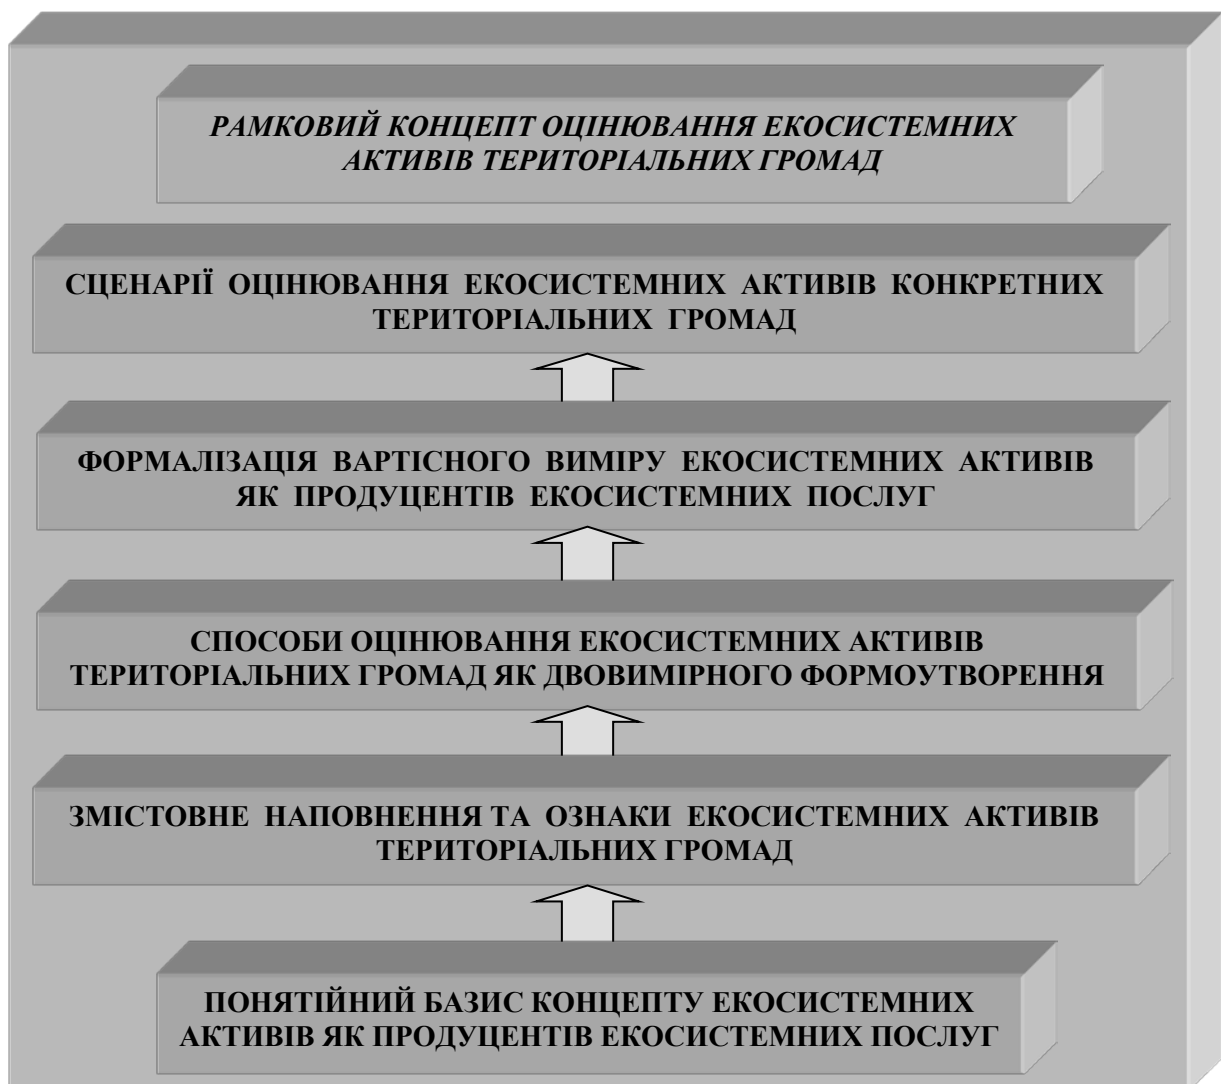 РАМКОВИЙ КОНЦЕПТ ОЦІНЮВАННЯ ЕКОСИСТЕМНИХ
АКТИВІВ ТЕРИТОРІАЛЬНИХ ГРОМАД
СЦЕНАРІЇ ОЦІНЮВАННЯ ЕКОСИСТЕМНИХ АКТИВІВ КОНКРЕТНИХ
ТЕРИТОРІАЛЬНИХ ГРОМАД
ФОРМАЛІЗАЦІЯ ВАРТІСНОГО ВИМІРУ ЕКОСИСТЕМНИХ АКТИВІВ
ЯК ПРОДУЦЕНТІВ ЕКОСИСТЕМНИХ ПОСЛУГ
СПОСОБИ ОЦІНЮВАННЯ ЕКОСИСТЕМНИХ АКТИВІВ
ТЕРИТОРІАЛЬНИХ ГРОМАД ЯК ДВОВИМІРНОГО ФОРМОУТВОРЕННЯ
ЗМІСТОВНЕ НАПОВНЕННЯ ТА ОЗНАКИ ЕКОСИСТЕМНИХ АКТИВІВ
ТЕРИТОРІАЛЬНИХ ГРОМАД
ПОНЯТІЙНИЙ БАЗИС КОНЦЕПТУ ЕКОСИСТЕМНИХ
АКТИВІВ ЯК ПРОДУЦЕНТІВ ЕКОСИСТЕМНИХ ПОСЛУГ